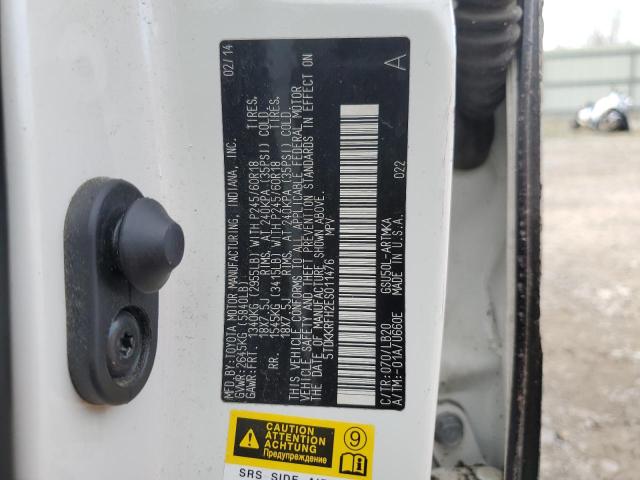 MFD.BY: TOYOTA MOTOR MANUFACTURING, INDIANA, INC. 02/14
GVWR: 2645KG (5840LB)
GAWR: FRT. 1340KG (2955LB) WITH P245/60R18 TIRES.
18X7.5J RIMS, AT 240KPA (35PSI) COLD.
RR. 1545KG (3415LB) WITH P245/60R18 TIRES.
18X7.5J RIMS, AT 240KPA (35PSI) COLD.
THIS VEHICLE CONFORMS TO ALL APPLICABLE FEDERAL MOTOR
VEHICLE SAFETY AND THEFT PREVENTION STANDARDS IN EFFECT ON
THE DATE OF MANUFACTURE SHOWN ABOVE.
5TDKKRFH2ES011476 MPV A
022
C/TR: 070/LB20 GSU50L-ARTMKA
A/TM: -01A/U660E MADE IN U.S.A.
CAUTION
ATTENTION
Предупреждение
9
SRS SIDE